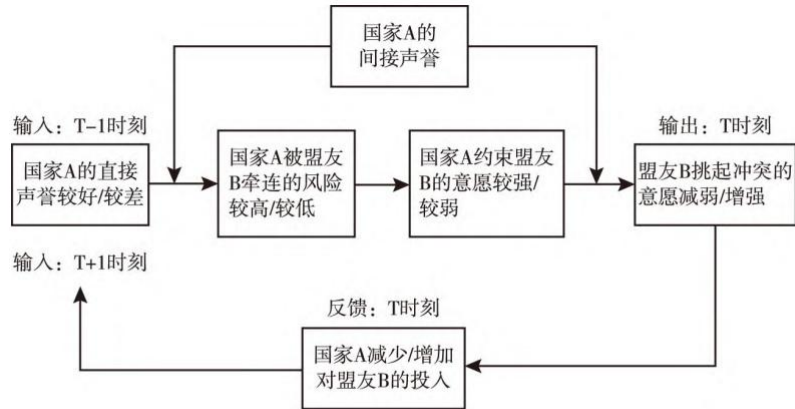 国家A的
间接声誉
输入：T-1时刻
国家A的直接
声誉较好/较差
国家A被盟友
B牵连的风险
较高/较低
国家A约束盟友
B的意愿较强/
较弱
输出：T时刻
盟友B挑起冲突的
意愿减弱/增强
输入：T+1时刻
反馈：T时刻
国家A减少/增加
对盟友B的投入